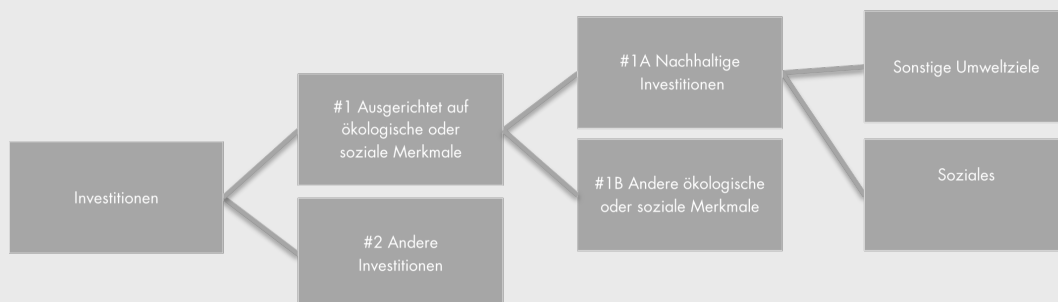 Investitionen
#1 Ausgerichtet auf
ökologische oder
soziale Merkmale
#2 Andere
Investitionen
#1A Nachhaltige
Investitionen
#1B Andere ökologische
oder soziale Merkmale
Sonstige Umweltziele
Soziales